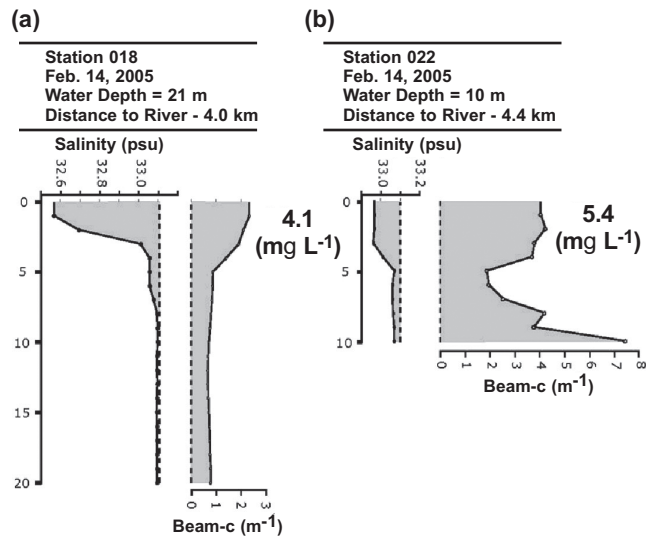 (a)
Station 018
Feb. 14, 2005
Water Depth = 21 m
Distance to River - 4.0 km
Salinity (psu)
32.6
32.8
33.0
0
5
10
15
20
4.1
(mg L-1)
0
1
2
3
Beam-c (m-1)
(b)
Station 022
Feb. 14, 2005
Water Depth = 10 m
Distance to River - 4.4 km
Salinity (psu)
33.0
33.2
0
5
10
5.4
(mg L-1)
0
1
2
3
4
5
6
7
8
Beam-c (m-1)